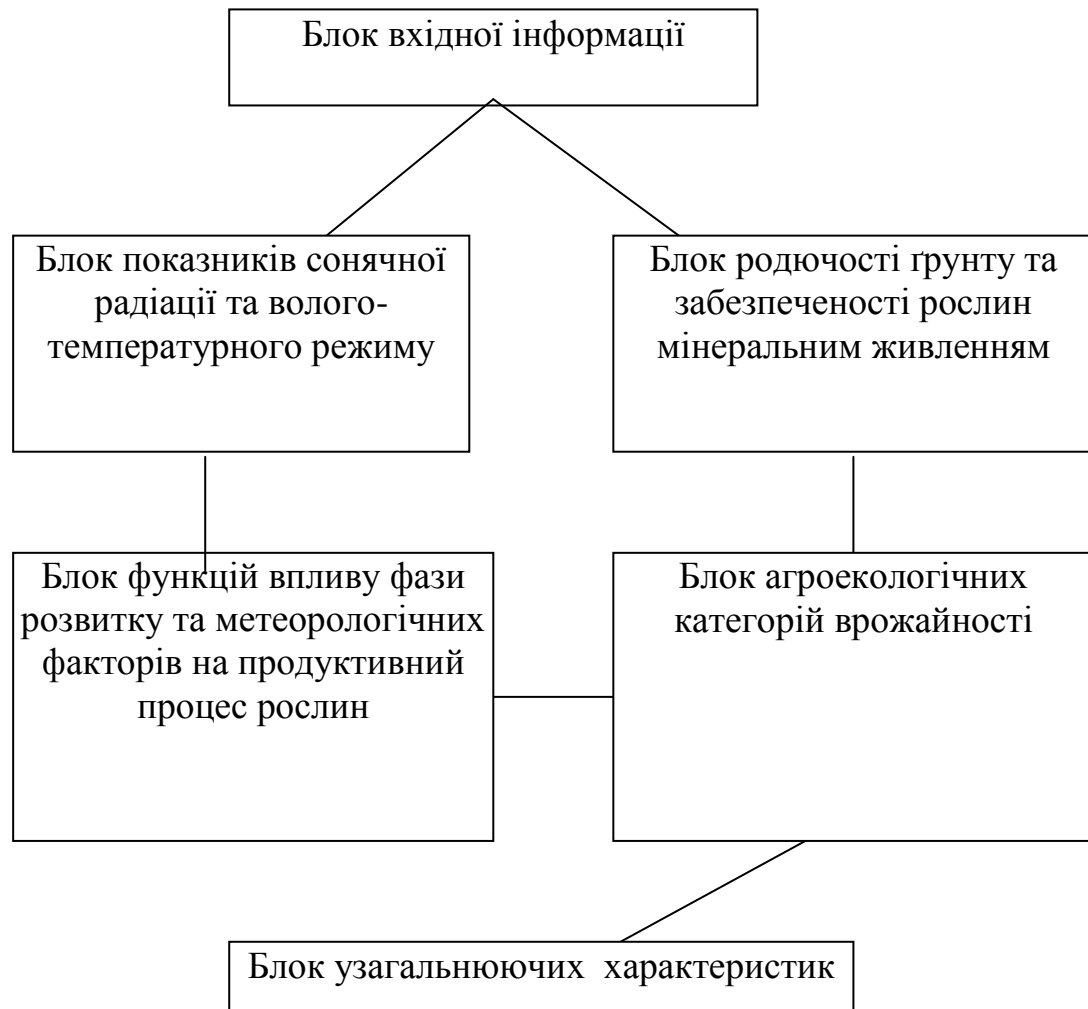 Блок вхідної інформації
Блок показників сонячної
радіації та волого-
температурного режиму
Блок родючості ґрунту та
забезпеченості рослин
мінеральним живленням
Блок функцій впливу фази
розвитку та метеорологічних
факторів на продуктивний
процес рослин
Блок агроекологічних
категорій врожайності
Блок узагальнюючих характеристик